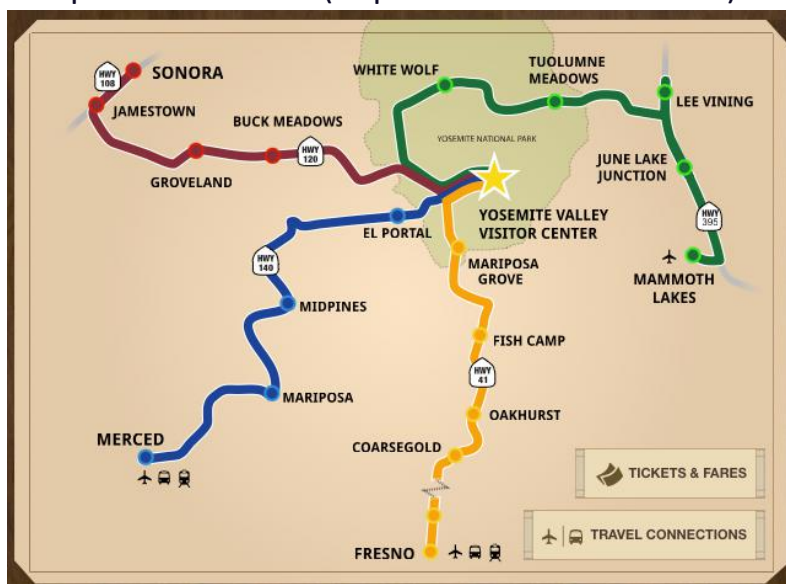 HWY
108
SONORA
JAMESTOWN
BUCK MEADOWS
HWY
120
GROVELAND
WHITE WOLF
TUOLUMNE
MEADOWS
LEE VINING
YOSEMITE NATIONAL PARK
JUNE LAKE
JUNCTION
HWY
395
MAMMOTH
LAKES
YOSEMITE VALLEY
VISITOR CENTER
EL PORTAL
HWY
140
MARIPOSA
GROVE
MIDPINES
FISH CAMP
HWY
41
MARIPOSA
OAKHURST
MERCED
COARSEGOLD
FRESNO
TICKETS & FARES
TRAVEL CONNECTIONS